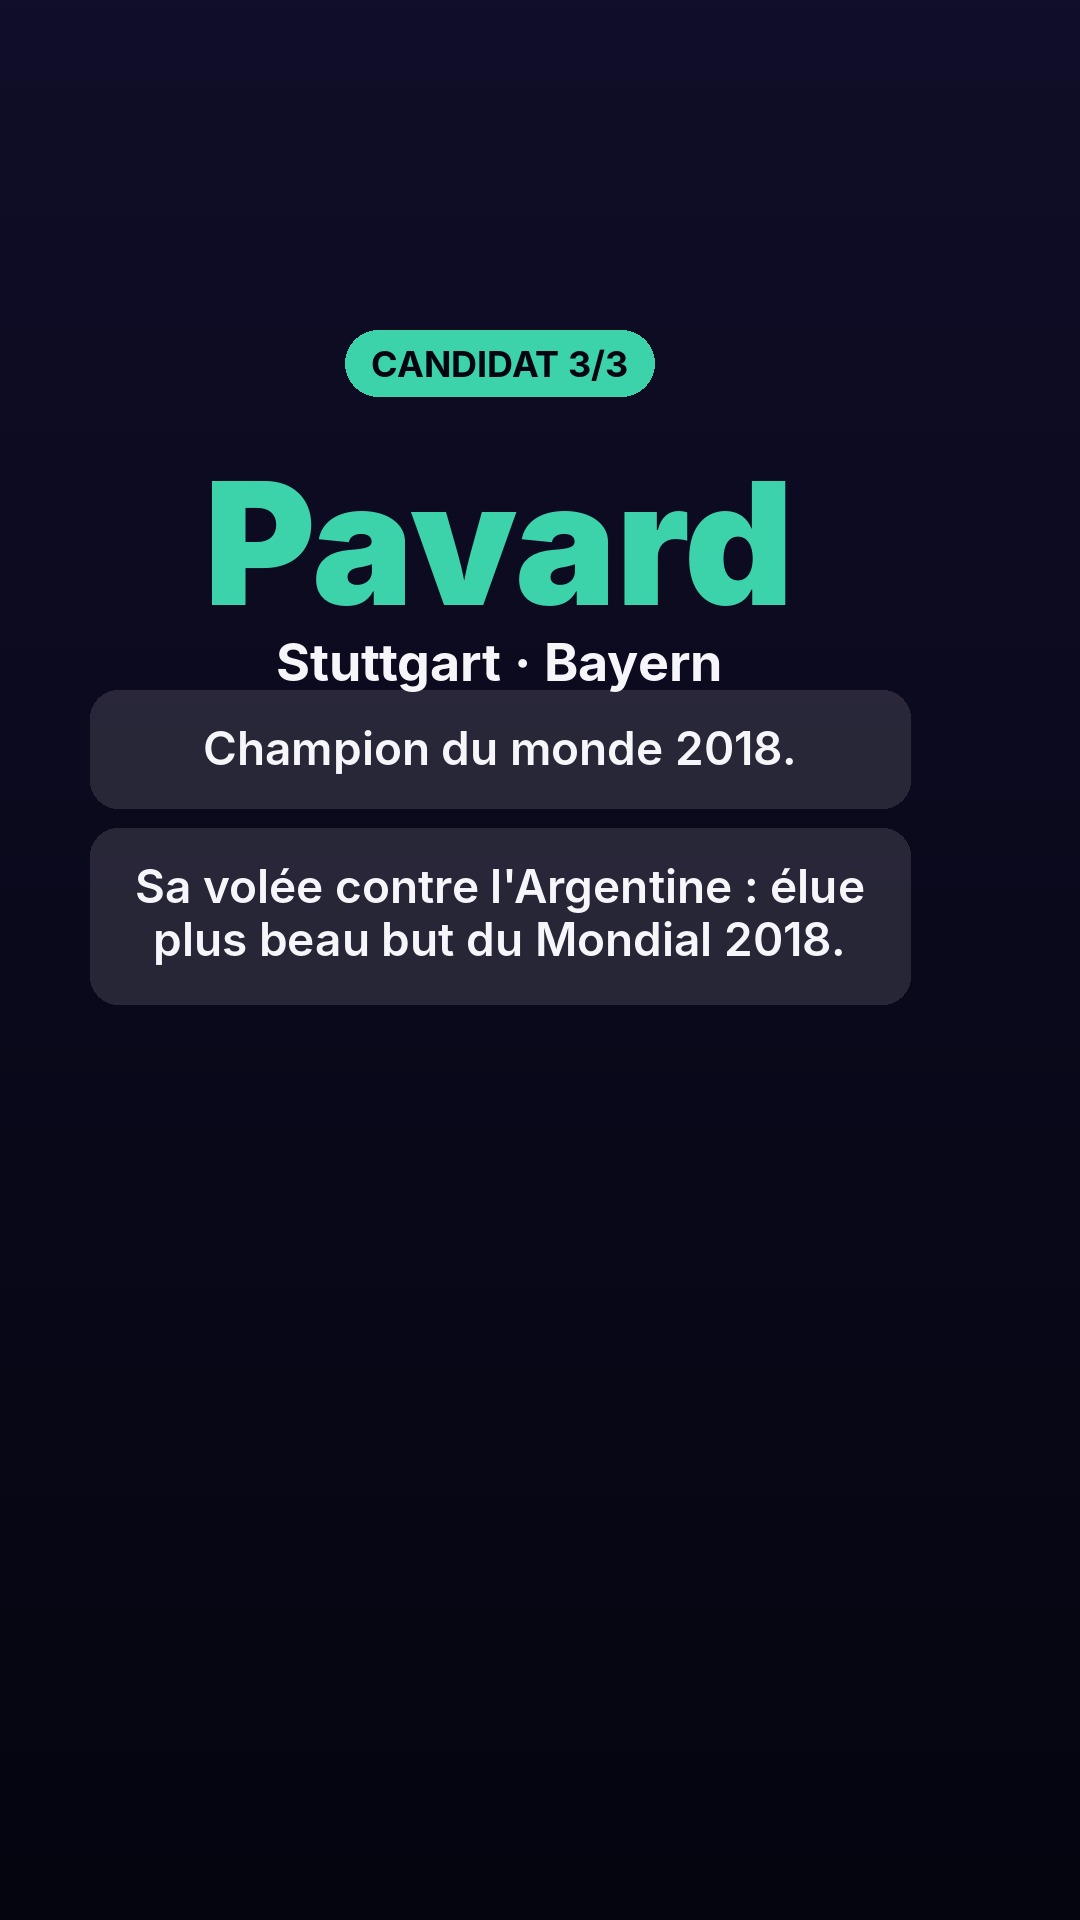 CANDIDAT 3/3
Pavard
Stuttgart · Bayern
Champion du monde 2018.
Sa volée contre l'Argentine : élue
plus beau but du Mondial 2018.